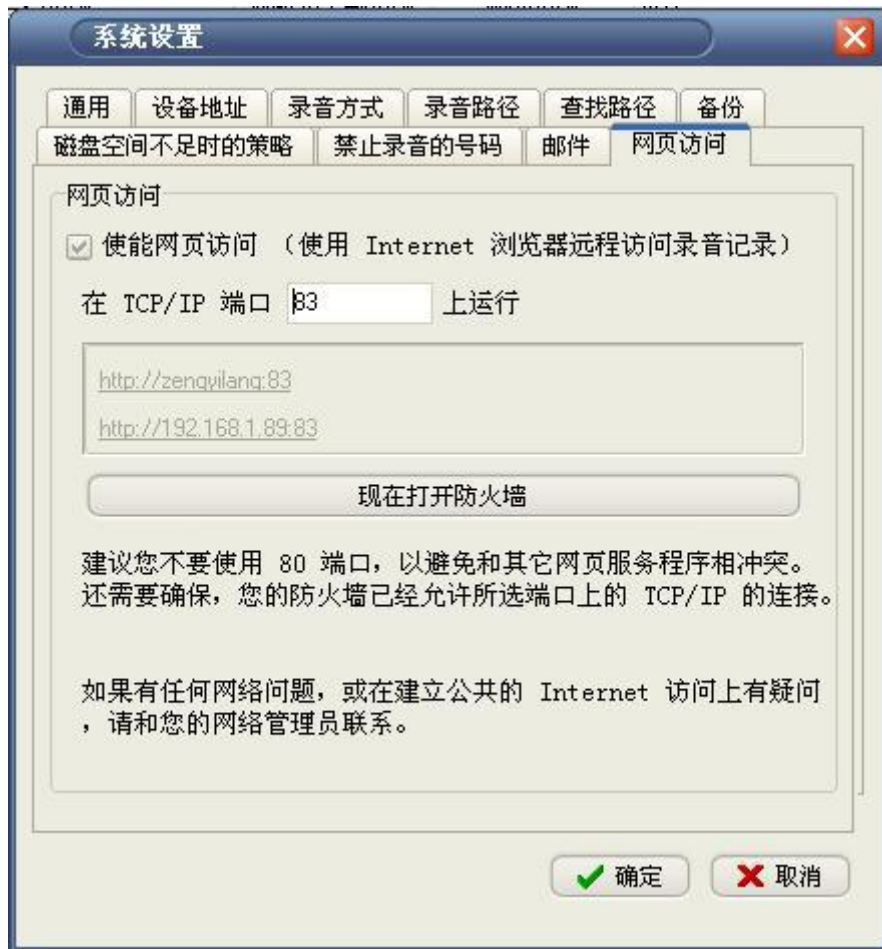 系统设置
通用 设备地址 录音方式 录音路径 查找路径 备份
磁盘空间不足时的策略 禁止录音的号码 邮件 网页访问
网页访问
使能网页访问 （使用 Internet 浏览器远程访问录音记录）
在 TCP/IP 端口 83 上运行
http://zengyilang:83
http://192.168.1.89:83
现在打开防火墙
建议您不要使用 80 端口，以避免和其它网页服务程序相冲突。
还需要确保，您的防火墙已经允许所选端口上的 TCP/IP 的连接。
如果有任何网络问题，或在建立公共的 Internet 访问上有疑问
，请和您的网络管理员联系。
确定 取消